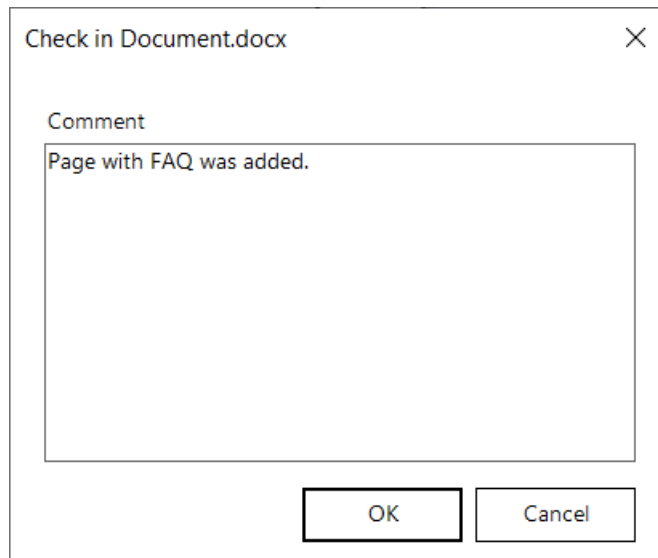 Check in Document.docx
Comment
Page with FAQ was added.
OK
Cancel